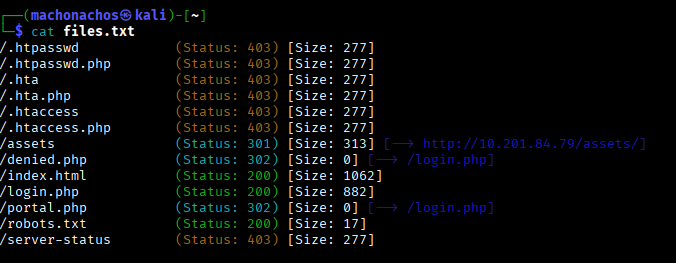 ┌──(machonachos㉿kali)-[~]
└─$ cat files.txt
/.htpasswd (Status: 403) [Size: 277]
/.htpasswd.php (Status: 403) [Size: 277]
/.hta (Status: 403) [Size: 277]
/.hta.php (Status: 403) [Size: 277]
/.htaccess (Status: 403) [Size: 277]
/.htaccess.php (Status: 403) [Size: 277]
/assets (Status: 301) [Size: 313] [--> http://10.201.84.79/assets/]
/denied.php (Status: 302) [Size: 0] [--> /login.php]
/index.html (Status: 200) [Size: 1062]
/login.php (Status: 200) [Size: 882]
/portal.php (Status: 302) [Size: 0] [--> /login.php]
/robots.txt (Status: 200) [Size: 17]
/server-status (Status: 403) [Size: 277]